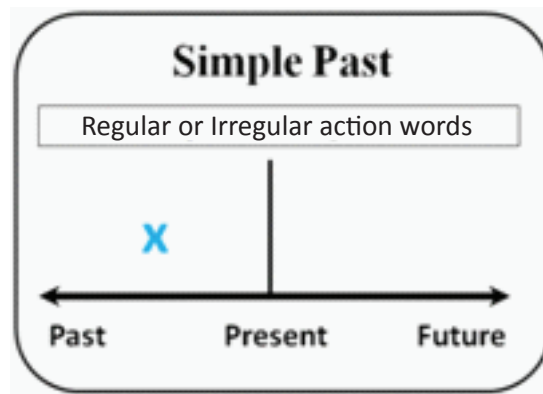 Simple Past
Regular or Irregular action words
X
Past Present Future